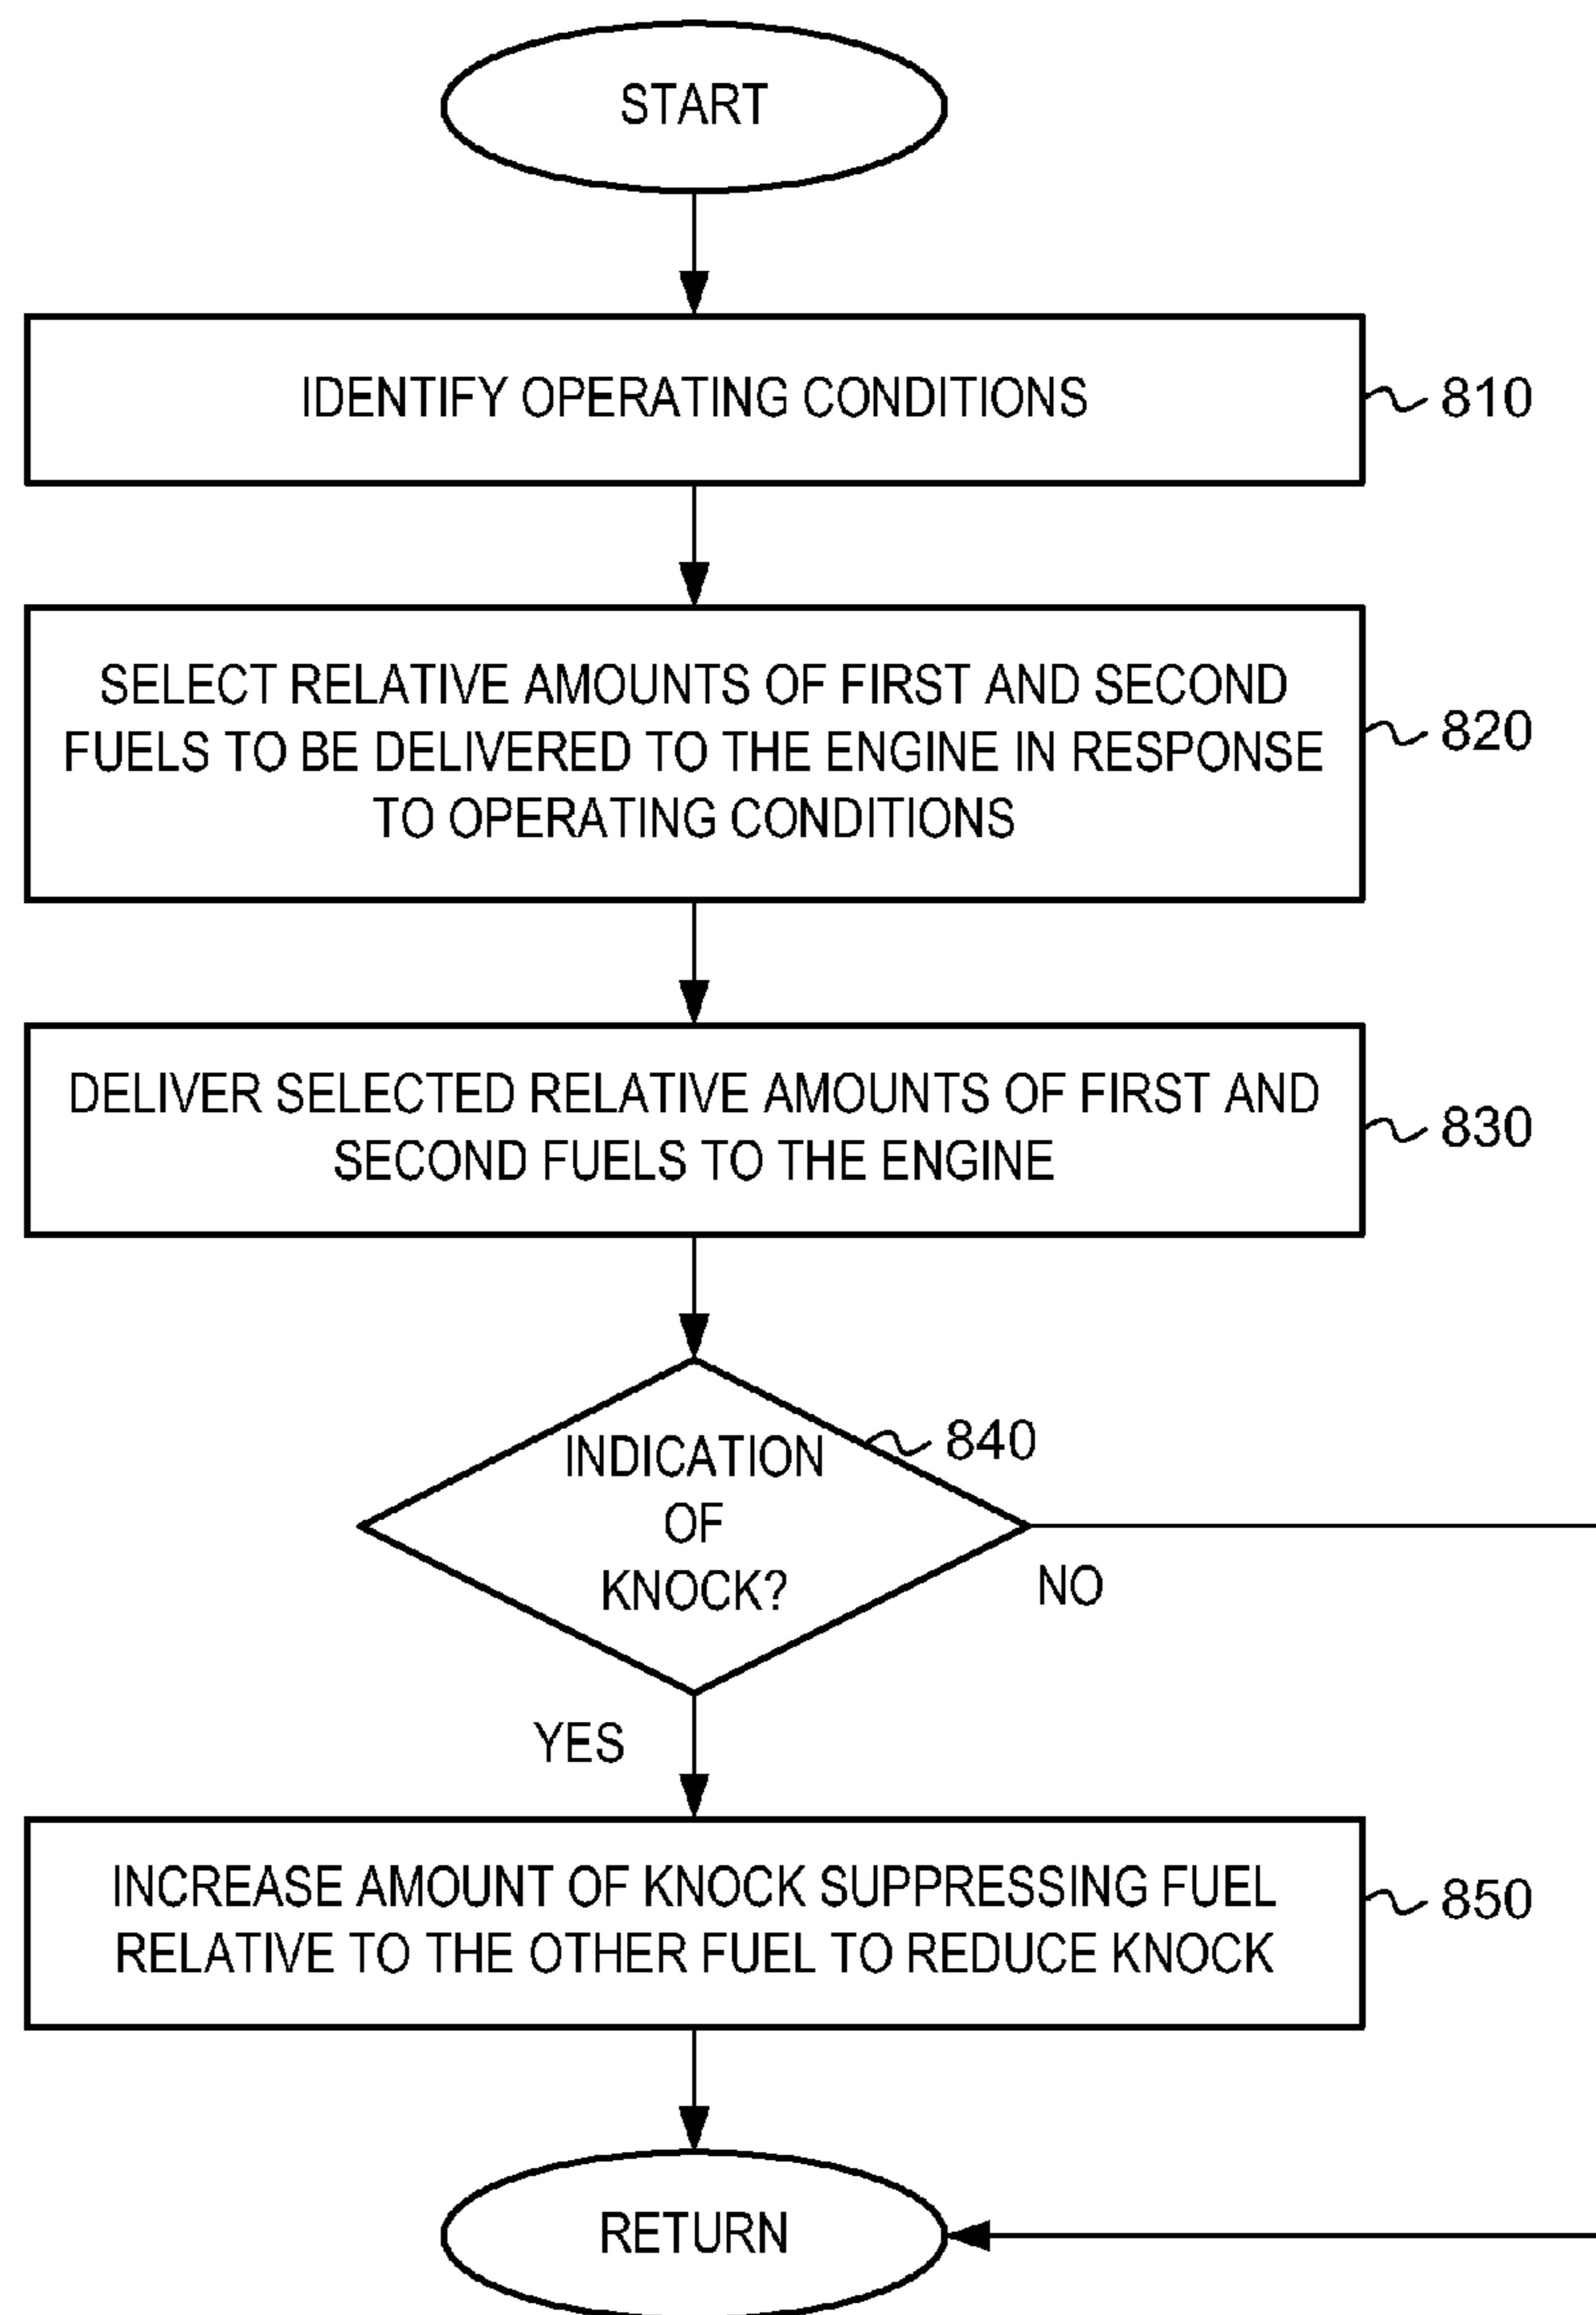 START
IDENTIFY OPERATING CONDITIONS
810
SELECT RELATIVE AMOUNTS OF FIRST AND SECOND
FUELS TO BE DELIVERED TO THE ENGINE IN RESPONSE
TO OPERATING CONDITIONS
820
DELIVER SELECTED RELATIVE AMOUNTS OF FIRST AND
SECOND FUELS TO THE ENGINE
830
INDICATION
OF
KNOCK?
840
NO
YES
INCREASE AMOUNT OF KNOCK SUPPRESSING FUEL
RELATIVE TO THE OTHER FUEL TO REDUCE KNOCK
850
RETURN